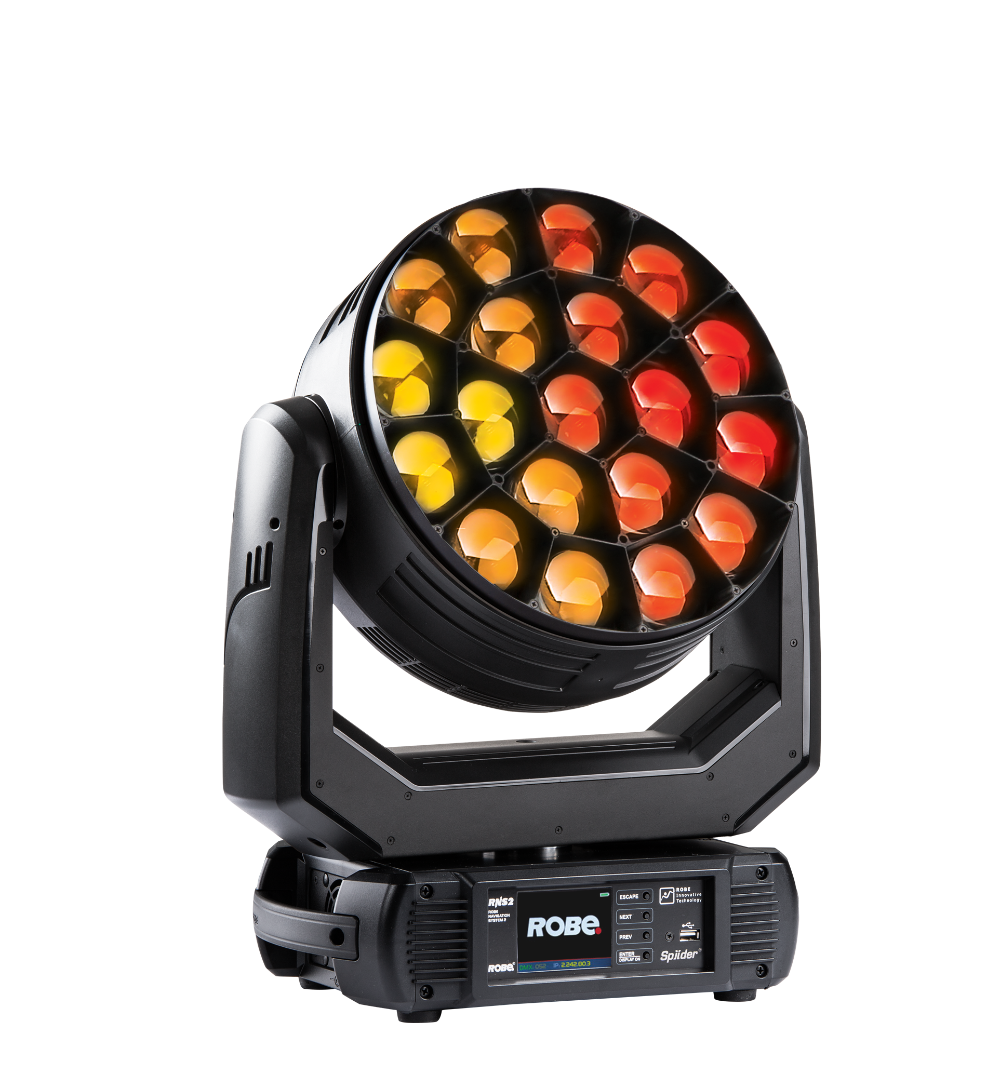 RNS2
ROBE
NAVIGATION
SYSTEM 2
ROBE.
ROBE
IP: 2.242.00.3
ESCAPE
NEXT
PREV
ENTER
DISPLAY ON
ROBE
Innovative
Technology
Spiider®